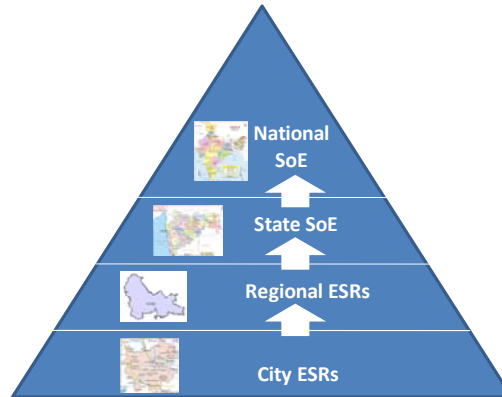 National
SoE
State SoE
Regional ESRs
City ESRs